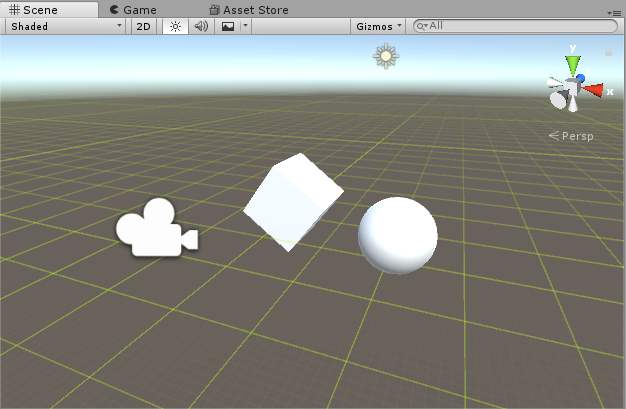 Scene Game Asset Store
Shaded 2D Gizmos All
y
x
Persp